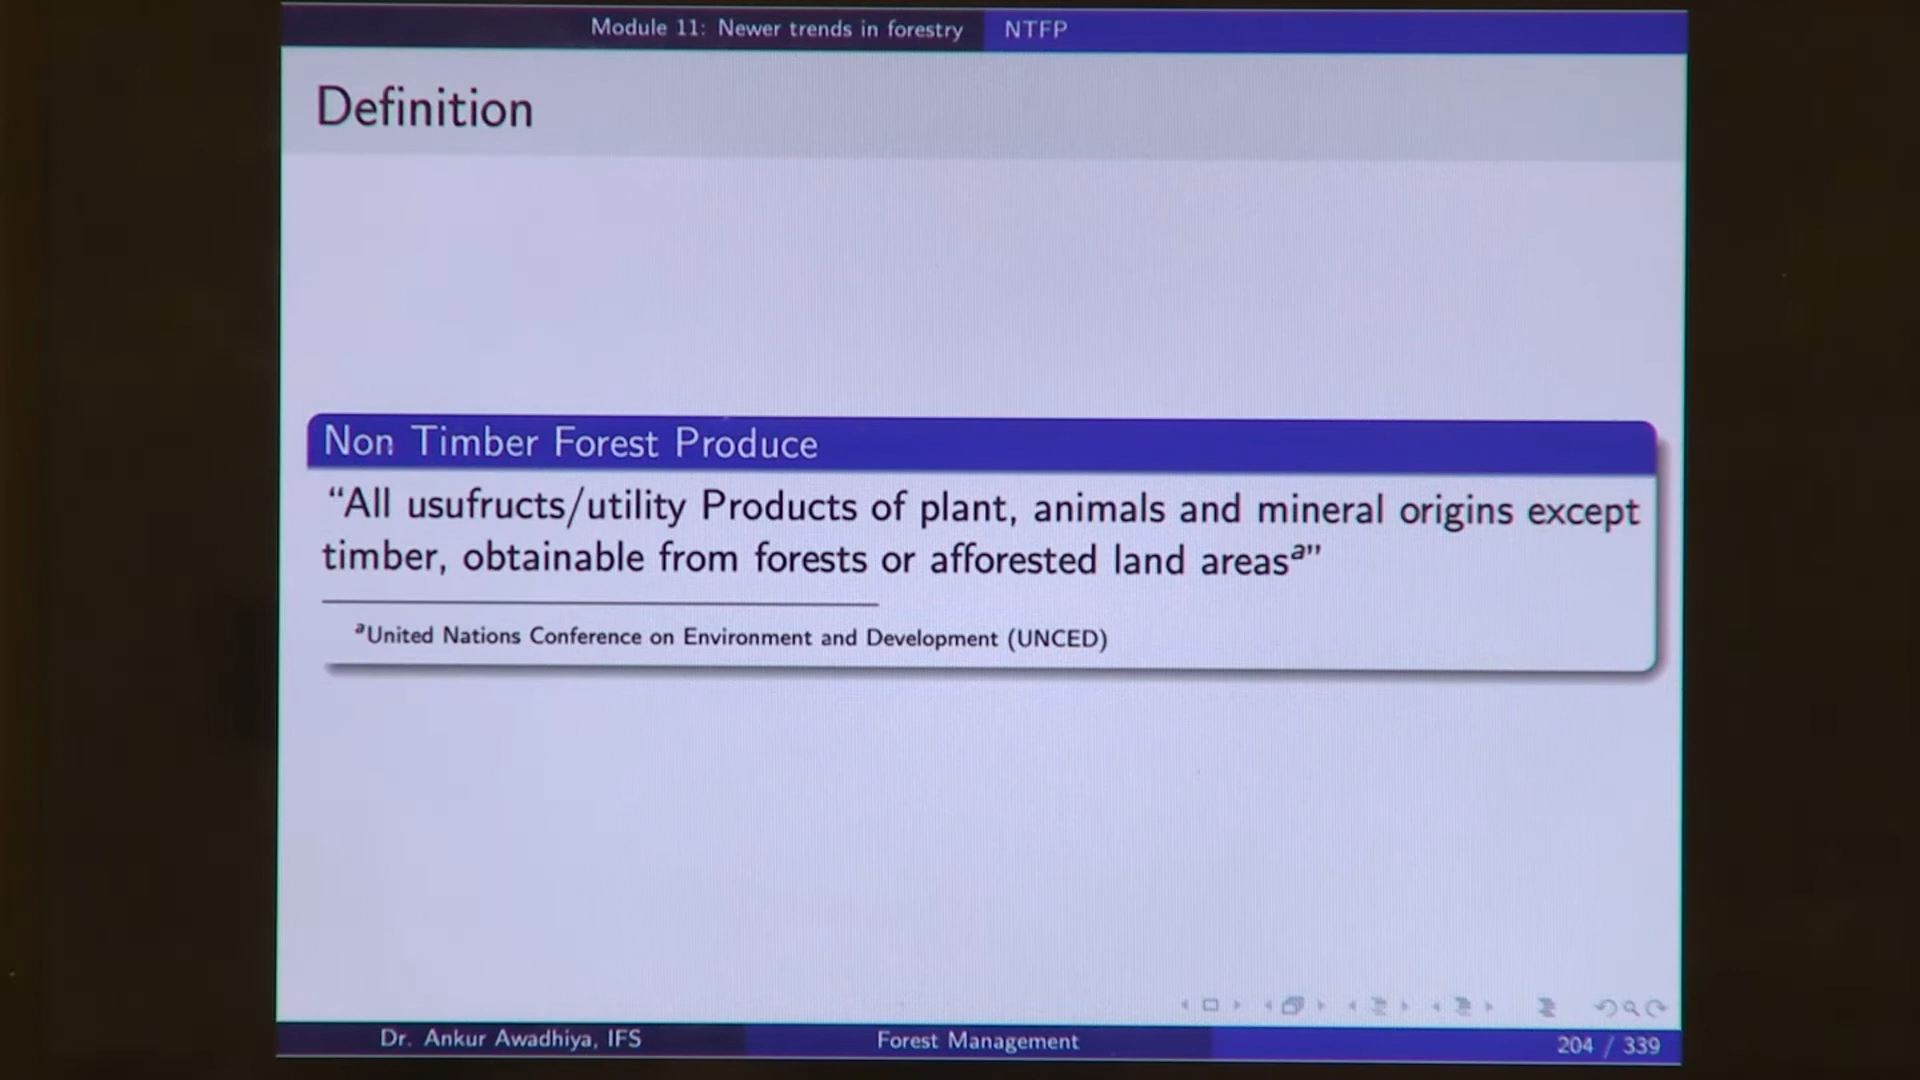 Module 11: Newer trends in forestry NTFP
Definition
Non Timber Forest Produce
“All usufructs/utility Products of plant, animals and mineral origins except
timber, obtainable from forests or afforested land areasᵃ”
ᵃUnited Nations Conference on Environment and Development (UNCED)
Dr. Ankur Awadhiya, IFS Forest Management 204 / 339